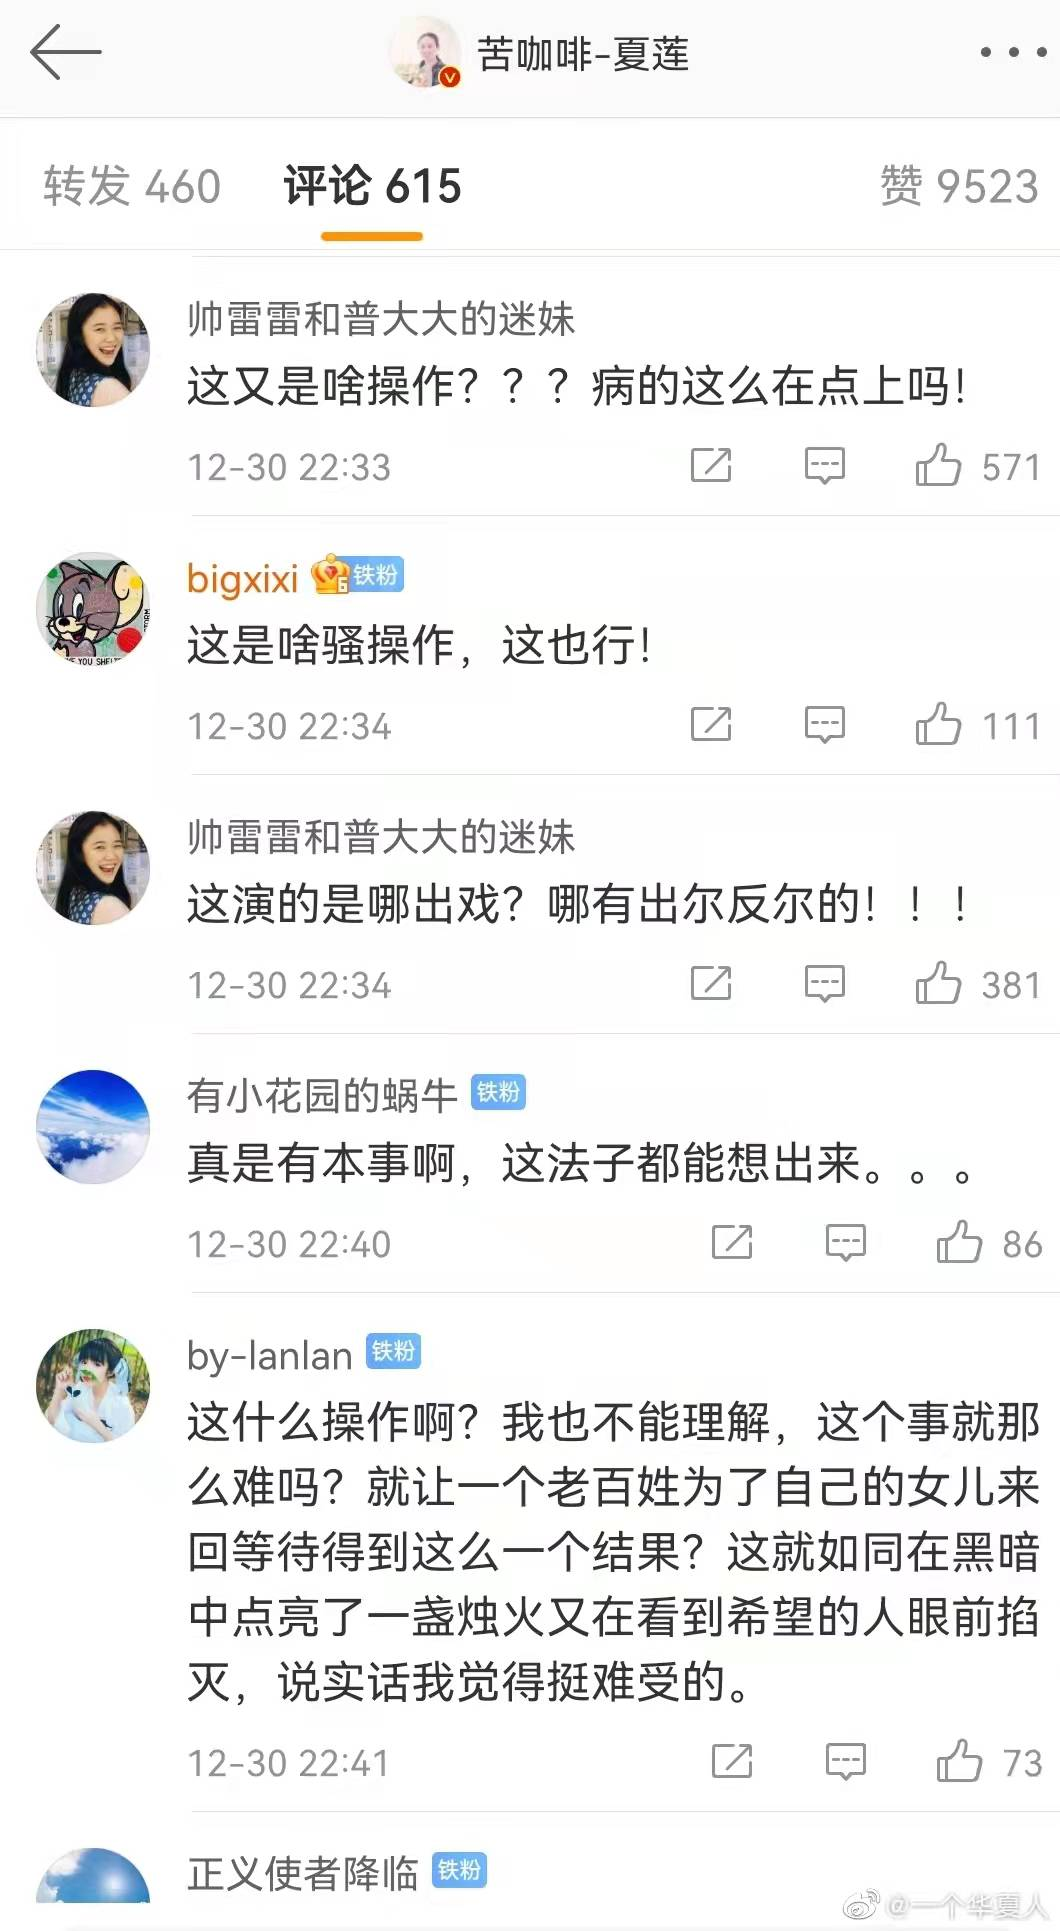 苦咖啡-夏莲
转发 460 评论 615 赞 9523
帅雷雷和普大大的迷妹
这又是啥操作？？？病的这么在点上吗！
12-30 22:33 571
bigxixi 6 铁粉
这是啥骚操作，这也行！
12-30 22:34 111
帅雷雷和普大大的迷妹
这演的是哪出戏？哪有出尔反尔的！！！
12-30 22:34 381
有小花园的蜗牛 铁粉
真是有本事啊，这法子都能想出来。。。
12-30 22:40 86
by-lanlan 铁粉
这什么操作啊？我也不能理解，这个事就那
么难吗？就让一个老百姓为了自己的女儿来
回等待得到这么一个结果？这就如同在黑暗
中点亮了一盏烛火又在看到希望的人眼前掐
灭，说实话我觉得挺难受的。
12-30 22:41 73
正义使者降临 铁粉
@一个华夏人